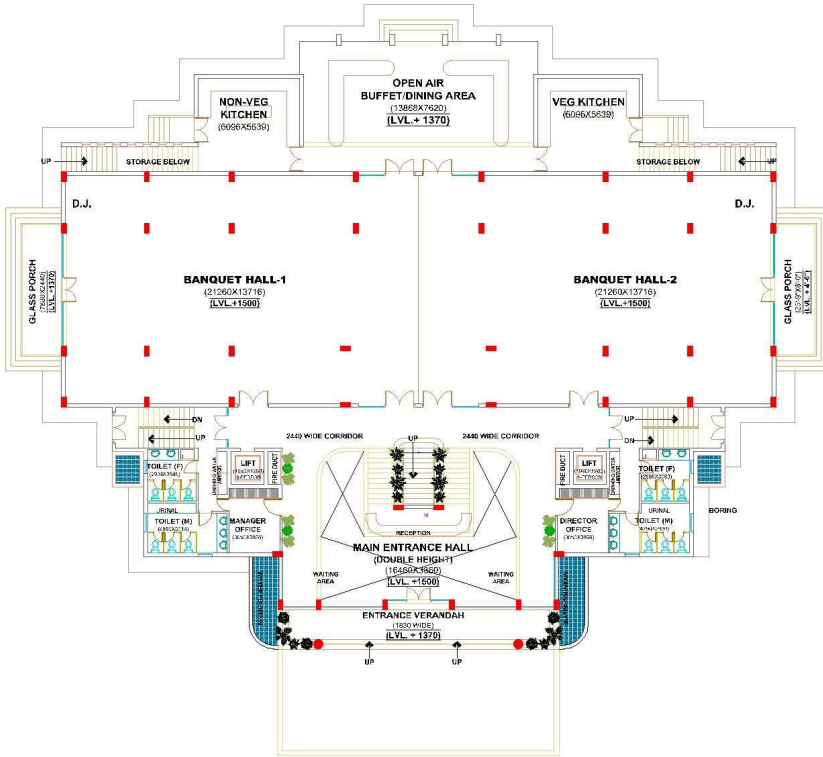 OPEN AIR
BUFFET/DINING AREA
(13868X7620)
(LVL.+ 1370)
NON-VEG
KITCHEN
(6096X5639)
VEG KITCHEN
(6096X5639)
UP
STORAGE BELOW
STORAGE BELOW
UP
D.J.
D.J.
GLASS PORCH
(LVL.+1370)
BANQUET HALL-1
(21260X13716)
(LVL.+1500)
BANQUET HALL-2
(21260X13716)
(LVL.+1500)
GLASS PORCH
DN
UP
UP
DN
2440 WIDE CORRIDOR
UP
2440 WIDE CORRIDOR
TOILET (F)
LIFT
FIRE DUCT
FIRE DUCT
LIFT
TOILET (F)
URINAL
TOILET (M)
MANAGER
OFFICE
RECEPTION
DIRECTOR
OFFICE
URINAL
TOILET (M)
BORING
MAIN ENTRANCE HALL
(DOUBLE HEIGHT)
(LVL. +1500)
WAITING
AREA
WAITING
AREA
ENTRANCE VERANDAH
(1830 WIDE)
(LVL. + 1370)
UP
UP